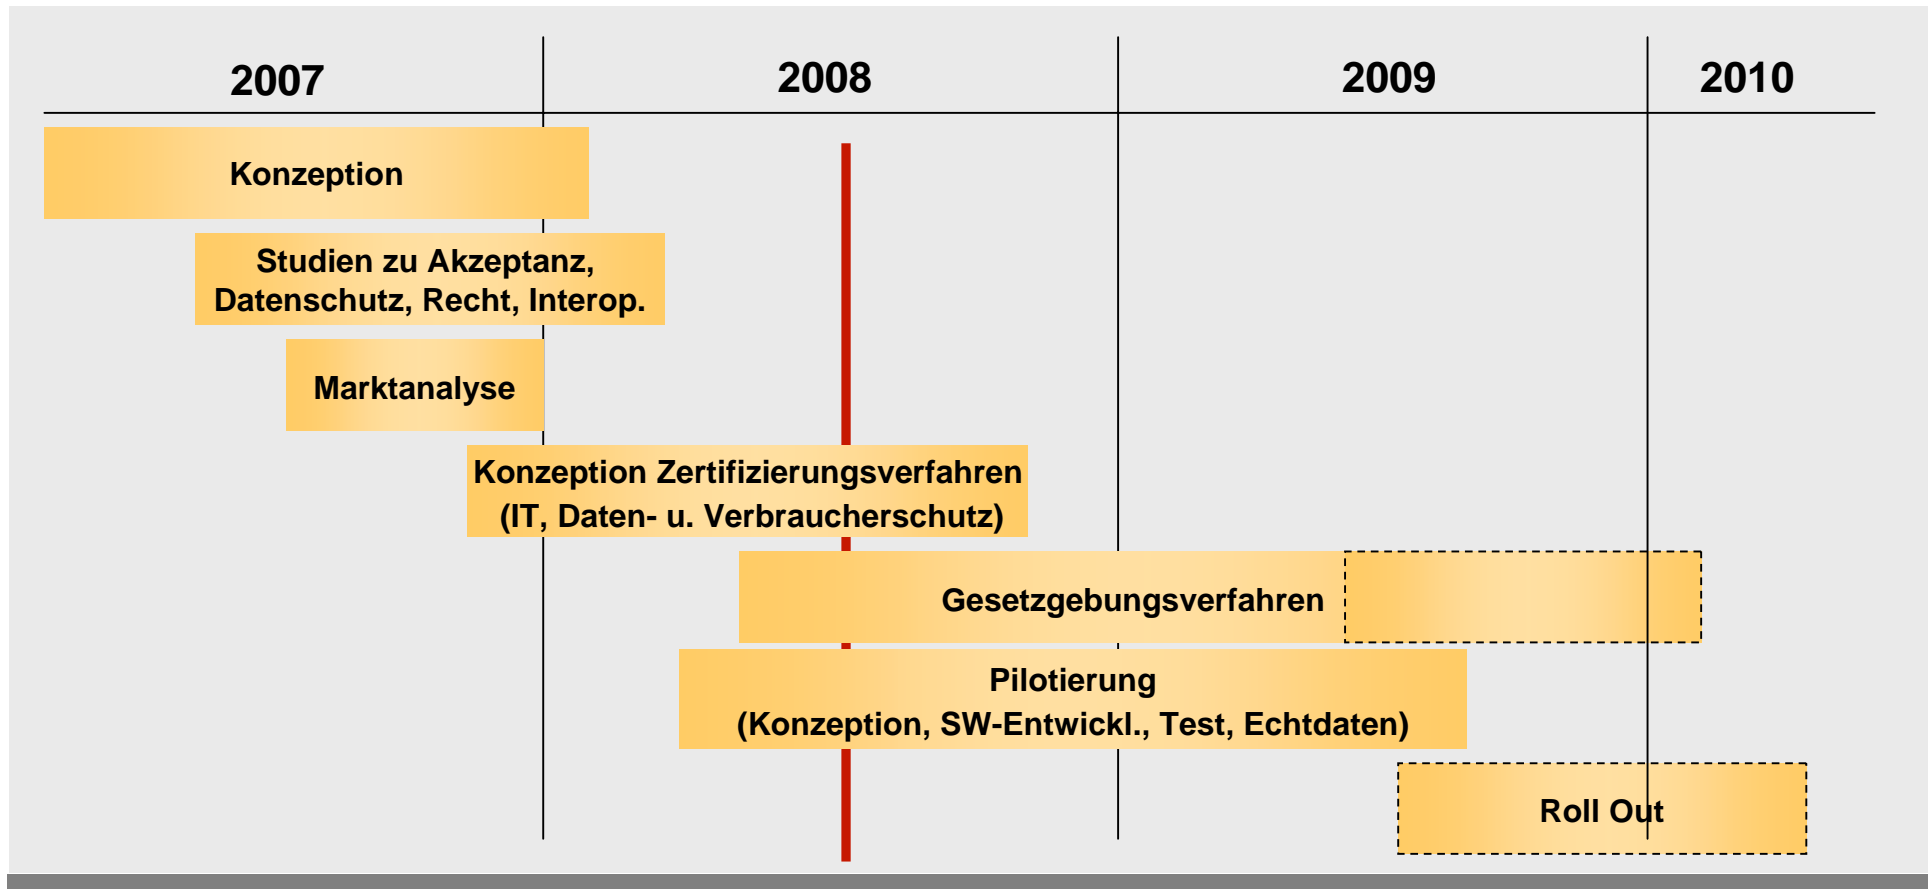 2007 2008 2009 2010
Konzeption
Studien zu Akzeptanz,
Datenschutz, Recht, Interop.
Marktanalyse
Konzeption Zertifizierungsverfahren
(IT, Daten- u. Verbraucherschutz)
Gesetzgebungsverfahren
Pilotierung
(Konzeption, SW-Entwickl., Test, Echtdaten)
Roll Out